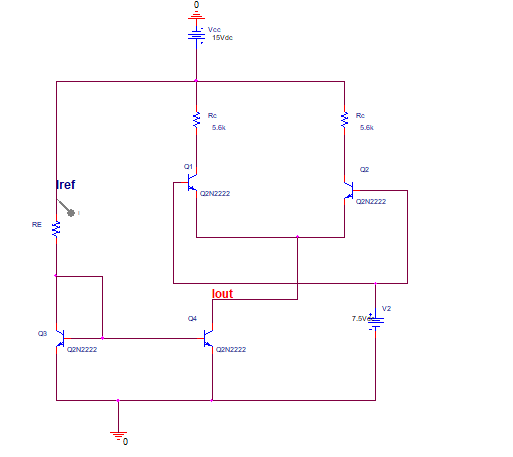 0
Vcc
15Vdc
Rc
5.6k
Rc
5.6k
Q1
Q2N2222
Q2
Q2N2222
Iref
I
RE
Iout
V2
7.5V
Q3
Q2N2222
Q4
Q2N2222
0